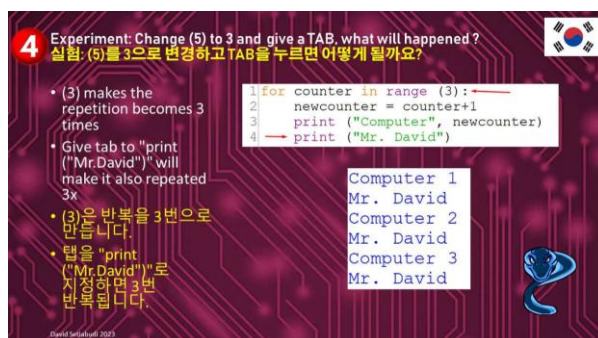 4
Experiment: Change (5) to 3 and give a TAB, what will happened ?
실험: (5)를 3으로 변경하고 TAB을 누르면 어떻게 될까요?
• (3) makes the
repetition becomes 3
times
• Give tab to "print
("Mr.David")" will
make it also repeated
3x
• (3)은 반복을 3번으로
만듭니다.
• 탭을 "print
("Mr.David")"로
지정하면 3번
반복됩니다.
1 for counter in range (3):
2 newcounter = counter+1
3 print ("Computer", newcounter)
4 print ("Mr. David")
Computer 1
Mr. David
Computer 2
Mr. David
Computer 3
Mr. David
David Setiabudi 2023